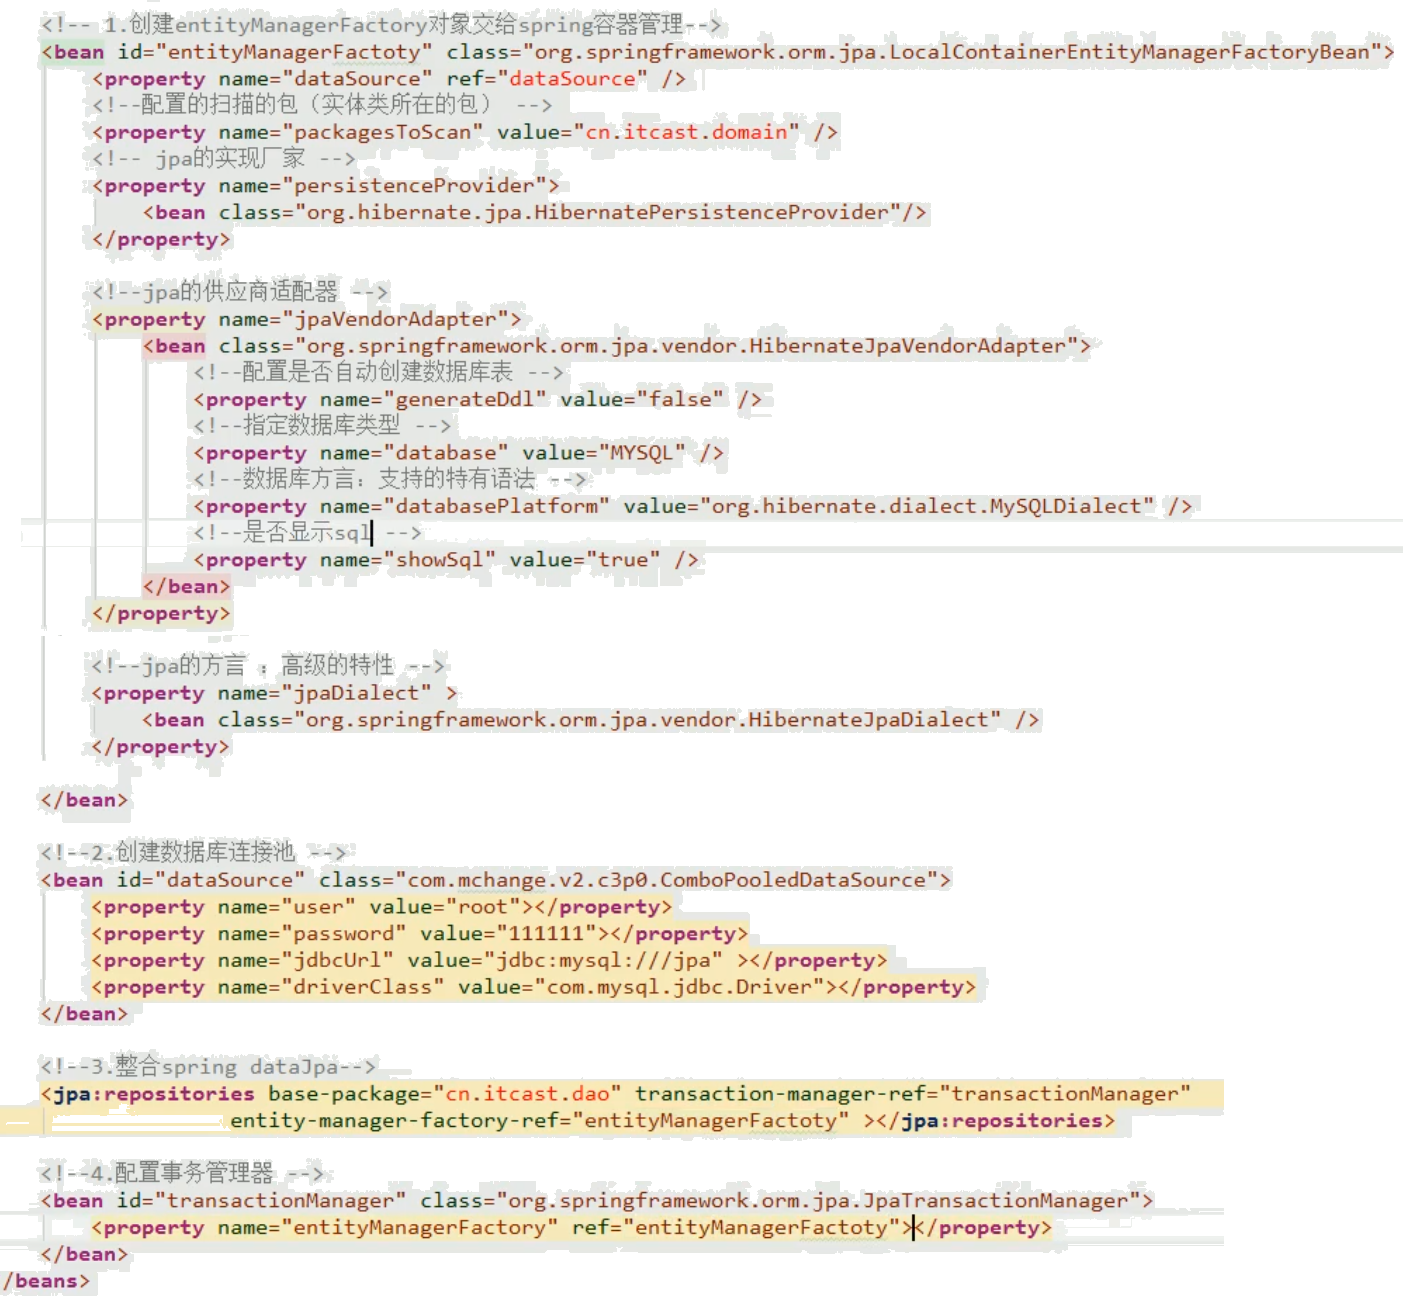 <!-- 1.创建entityManagerFactory对象交给spring容器管理-->
<bean id="entityManagerFactoty" class="org.springframework.orm.jpa.LocalContainerEntityManagerFactoryBean">
<property name="dataSource" ref="dataSource" />
<!--配置的扫描的包（实体类所在的包） -->
<property name="packagesToScan" value="cn.itcast.domain" />
<!-- jpa的实现厂家 -->
<property name="persistenceProvider">
<bean class="org.hibernate.jpa.HibernatePersistenceProvider"/>
</property>
<!--jpa的供应商适配器 -->
<property name="jpaVendorAdapter">
<bean class="org.springframework.orm.jpa.vendor.HibernateJpaVendorAdapter">
<!--配置是否自动创建数据库表 -->
<property name="generateDdl" value="false" />
<!--指定数据库类型 -->
<property name="database" value="MYSQL" />
<!--数据库方言：支持的特有语法 -->
<property name="databasePlatform" value="org.hibernate.dialect.MySQLDialect" />
<!--是否显示sql -->
<property name="showSql" value="true" />
</bean>
</property>
<!--jpa的方言 ：高级的特性 -->
<property name="jpaDialect" >
<bean class="org.springframework.orm.jpa.vendor.HibernateJpaDialect" />
</property>
</bean>
<!--2.创建数据库连接池 -->
<bean id="dataSource" class="com.mchange.v2.c3p0.ComboPooledDataSource">
<property name="user" value="root"></property>
<property name="password" value="111111"></property>
<property name="jdbcUrl" value="jdbc:mysql:///jpa" ></property>
<property name="driverClass" value="com.mysql.jdbc.Driver"></property>
</bean>
<!--3.整合spring dataJpa-->
<jpa:repositories base-package="cn.itcast.dao" transaction-manager-ref="transactionManager"
entity-manager-factory-ref="entityManagerFactoty" ></jpa:repositories>
<!--4.配置事务管理器 -->
<bean id="transactionManager" class="org.springframework.orm.jpa.JpaTransactionManager">
<property name="entityManagerFactory" ref="entityManagerFactoty"></property>
</bean>
/beans>